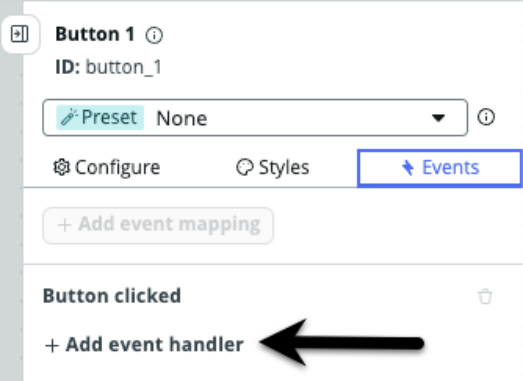 Button 1
ID: button_1
Preset None
Configure Styles Events
+ Add event mapping
Button clicked
+ Add event handler